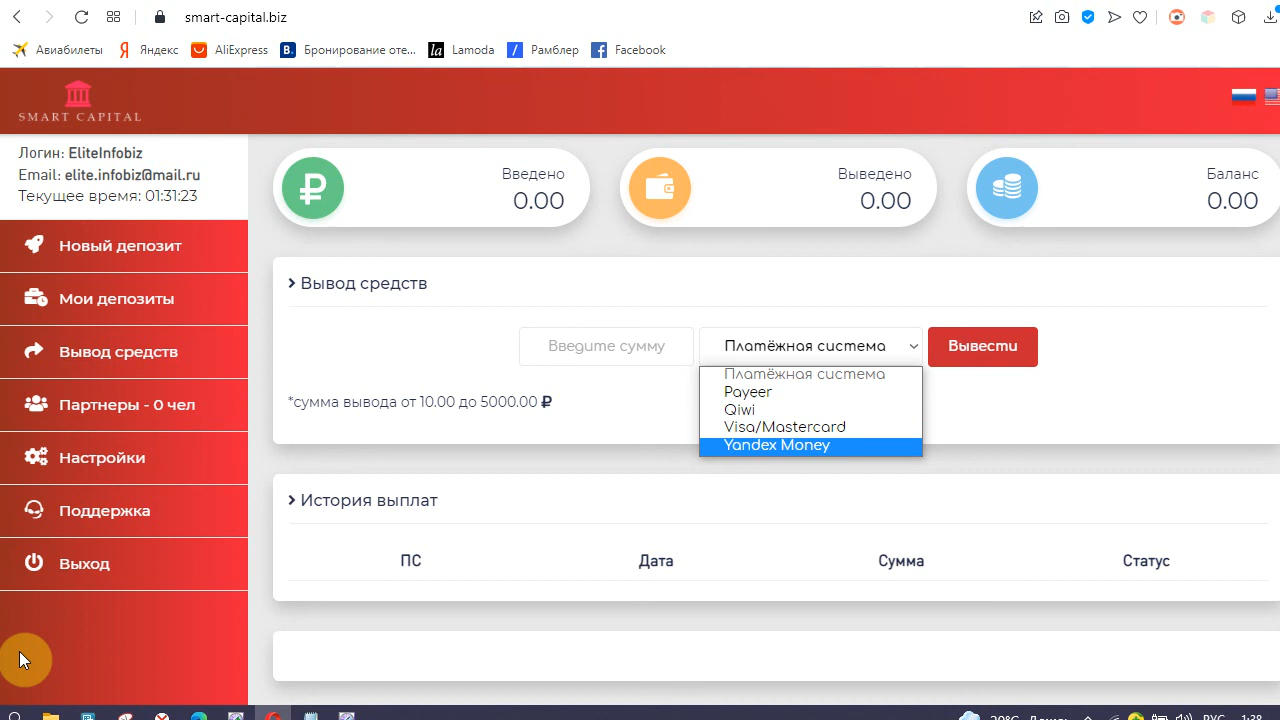 smart-capital.biz
Авиабилеты Яндекс AliExpress B. Бронирование оте... la Lamoda Рамблер Facebook
SMART CAPITAL
Логин: EliteInfobiz
Email: elite.infobiz@mail.ru
Текущее время: 01:31:23
Новый депозит
Мои депозиты
Вывод средств
Партнеры - 0 чел
Настройки
Поддержка
Выход
Введено
0.00
Выведено
0.00
Баланс
0.00
Вывод средств
Введите сумму Платёжная система Вывести
Платёжная система
Payeer
Qiwi
Visa/Mastercard
Yandex Money
*сумма вывода от 10.00 до 5000.00 ₽
История выплат
ПС Дата Сумма Статус